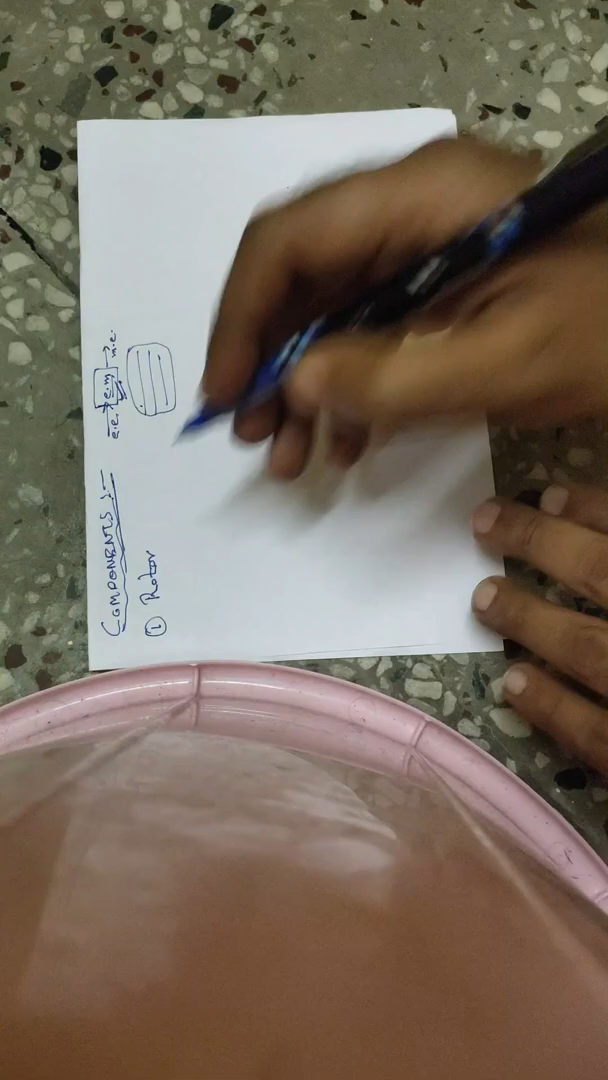 COMPONENTS :-
e.e. → e.m → m.e.
① Rotor